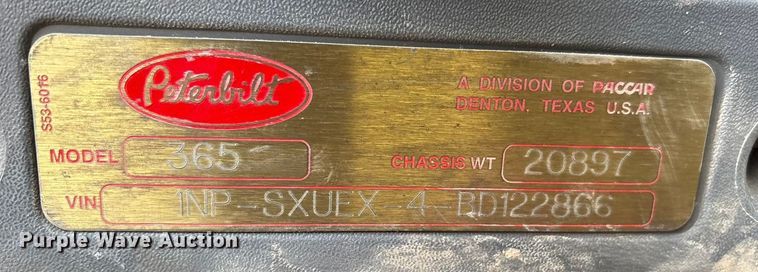 Peterbilt
A DIVISION OF PACCAR
DENTON, TEXAS U.S.A.
S53-6016
MODEL 365 CHASSIS WT 20897
VIN 1NP-SXUEX 4-BD122866
Purple Wave Auction